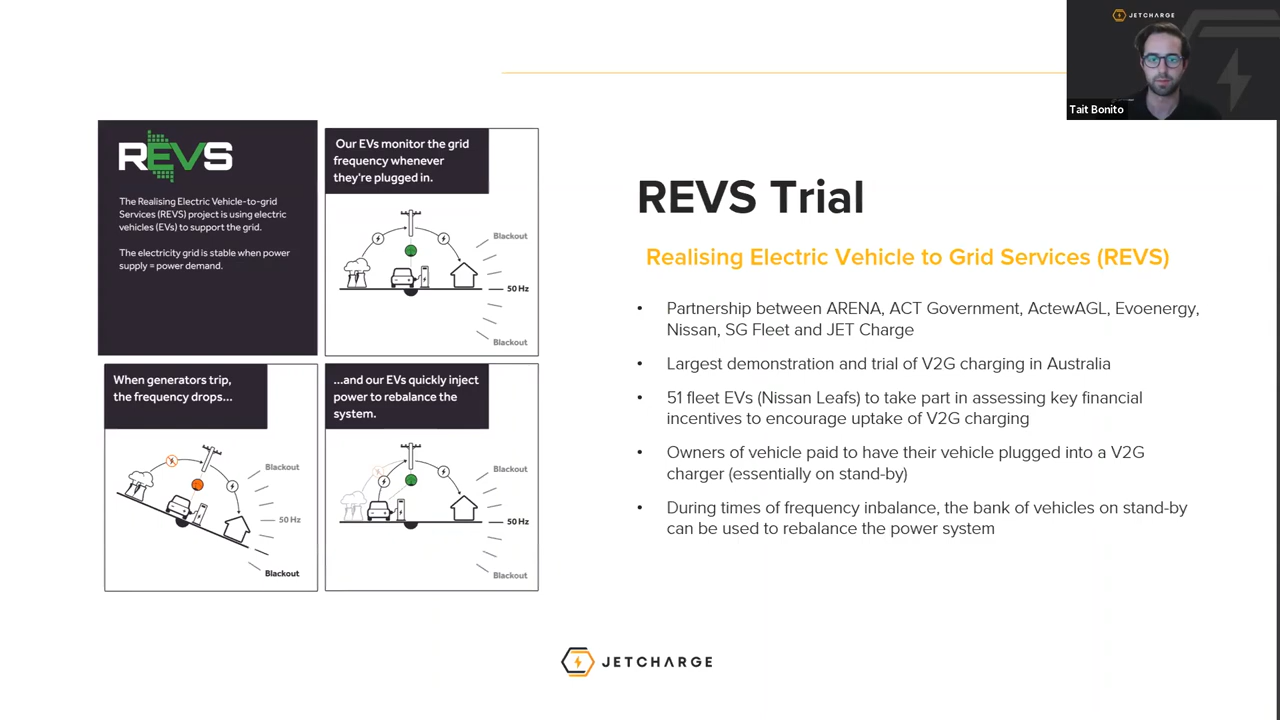 JETCHARGE
Tait Bonito
REVS
The Realising Electric Vehicle-to-grid
Services (REVS) project is using electric
vehicles (EVs) to support the grid.
The electricity grid is stable when power
supply = power demand.
Our EVs monitor the grid
frequency whenever
they're plugged in.
Blackout
50 Hz
Blackout
When generators trip,
the frequency drops...
Blackout
50 Hz
Blackout
...and our EVs quickly inject
power to rebalance the
system.
Blackout
50 Hz
Blackout
REVS Trial
Realising Electric Vehicle to Grid Services (REVS)
• Partnership between ARENA, ACT Government, ActewAGL, Evoenergy,
Nissan, SG Fleet and JET Charge
• Largest demonstration and trial of V2G charging in Australia
• 51 fleet EVs (Nissan Leafs) to take part in assessing key financial
incentives to encourage uptake of V2G charging
• Owners of vehicle paid to have their vehicle plugged into a V2G
charger (essentially on stand-by)
• During times of frequency inbalance, the bank of vehicles on stand-by
can be used to rebalance the power system
JETCHARGE